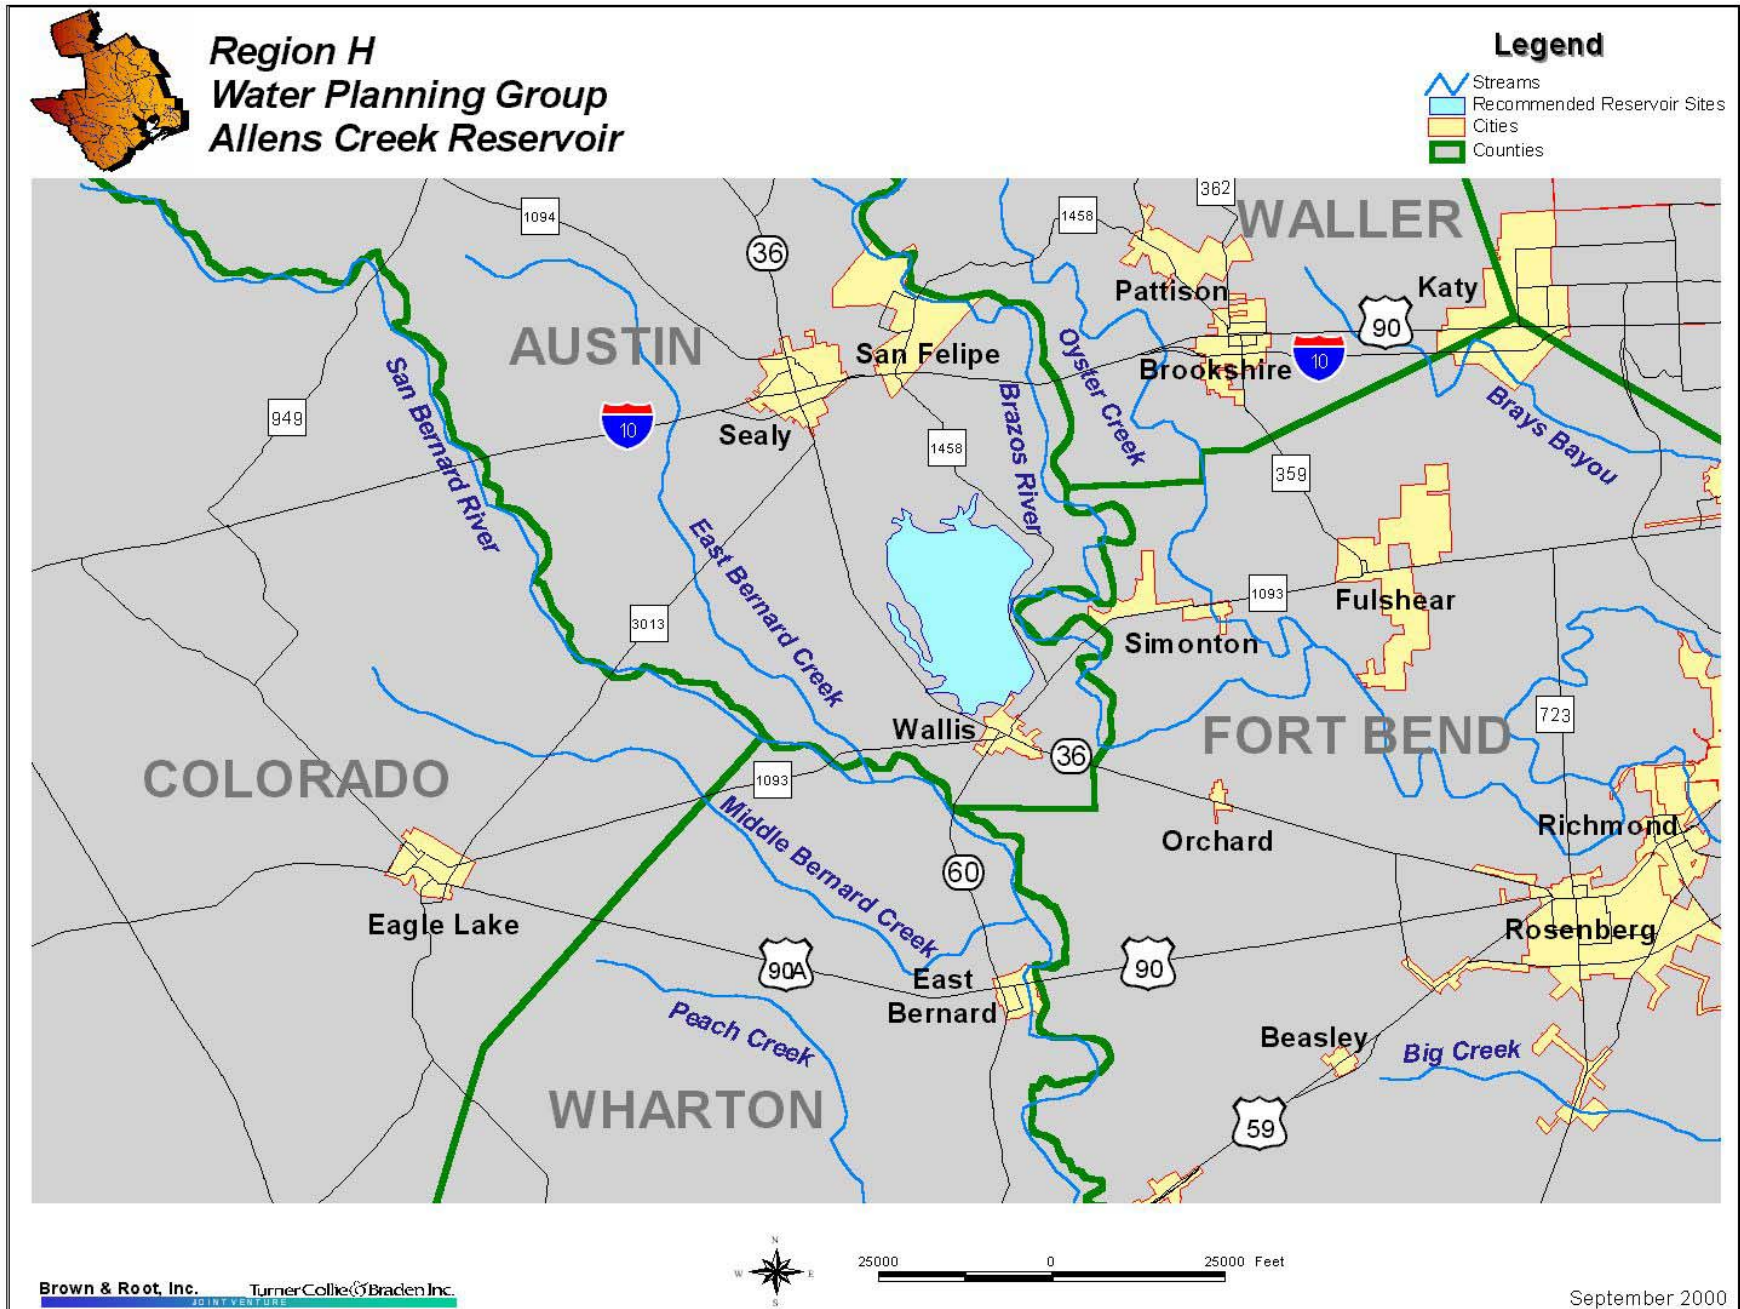 Region H
Water Planning Group
Allens Creek Reservoir
Legend
Streams
Recommended Reservoir Sites
Cities
Counties
362
1094
1458
WALLER
36
Pattison
Katy
90
AUSTIN
San Felipe
Oyster Creek
Brookshire
10
San Bernard River
949
10
Sealy
1458
Brazos River
Brays Bayou
359
East Bernard Creek
3013
1093
Fulshear
Simonton
Wallis
36
FORT BEND
723
COLORADO
1093
Middle Bernard Creek
Orchard
Richmond
60
Eagle Lake
Rosenberg
90A
East
Bernard
90
Peach Creek
Beasley
Big Creek
WHARTON
59
N
W
E
S
25000
0
25000 Feet
Brown & Root, Inc.
Turner Collie & Braden Inc.
JOINT VENTURE
September 2000